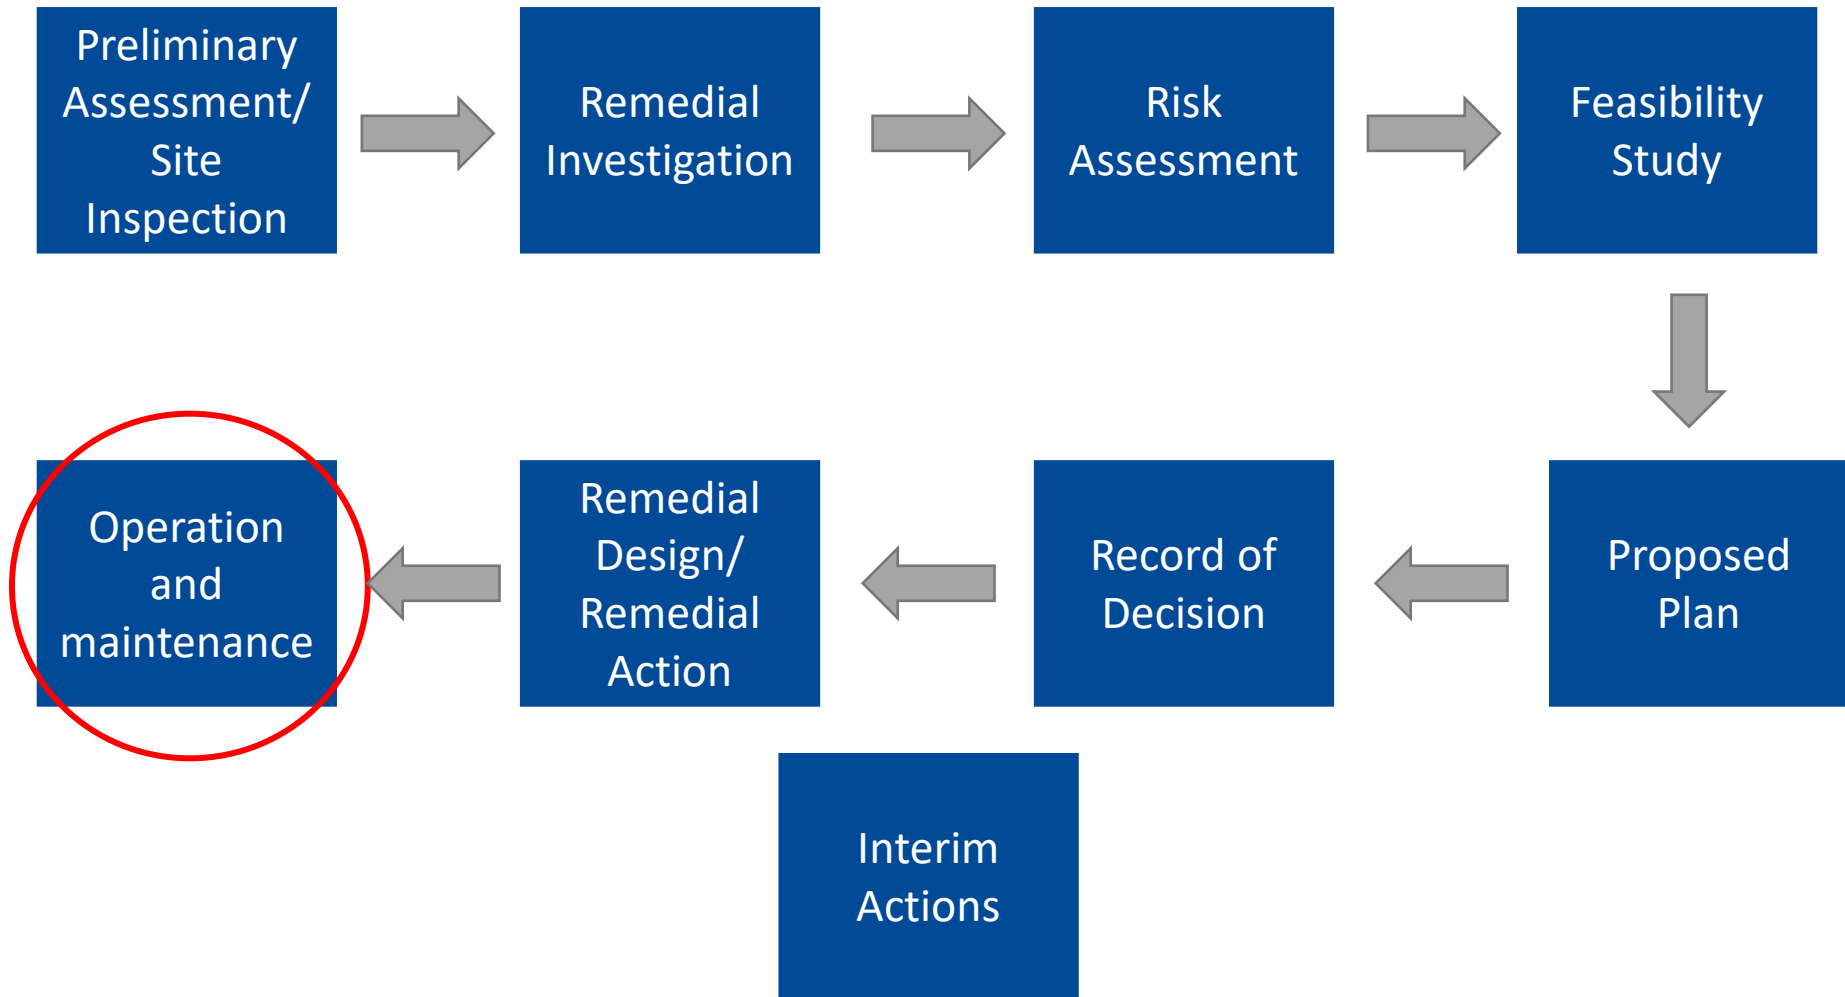 Preliminary
Assessment/
Site
Inspection
Remedial
Investigation
Risk
Assessment
Feasibility
Study
Operation
and
maintenance
Remedial
Design/
Remedial
Action
Record of
Decision
Proposed
Plan
Interim
Actions